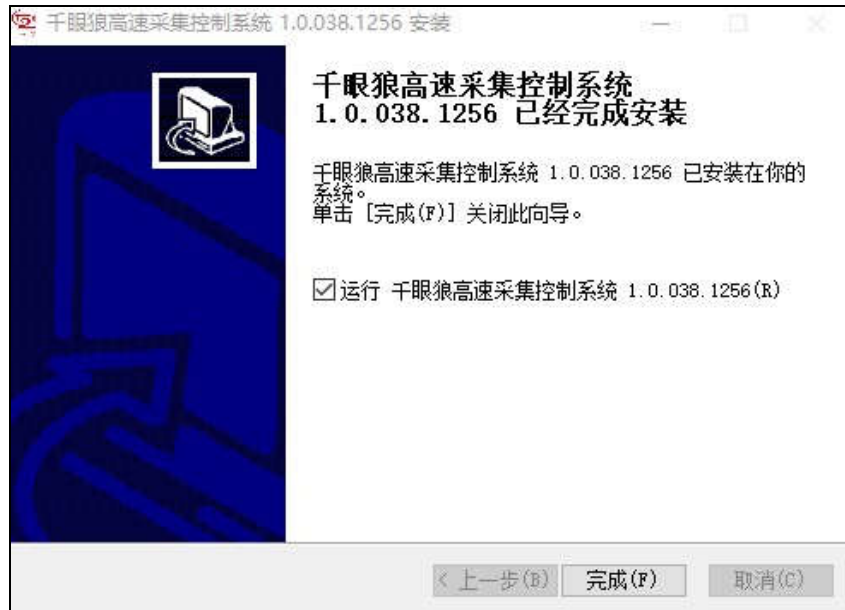 千眼狼高速采集控制系统 1.0.038.1256 安装
千眼狼高速采集控制系统
1.0.038.1256 已经完成安装
千眼狼高速采集控制系统 1.0.038.1256 已安装在你的
系统。
单击 [完成(F)] 关闭此向导。
运行 千眼狼高速采集控制系统 1.0.038.1256(R)
< 上一步(B) 完成(F) 取消(C)